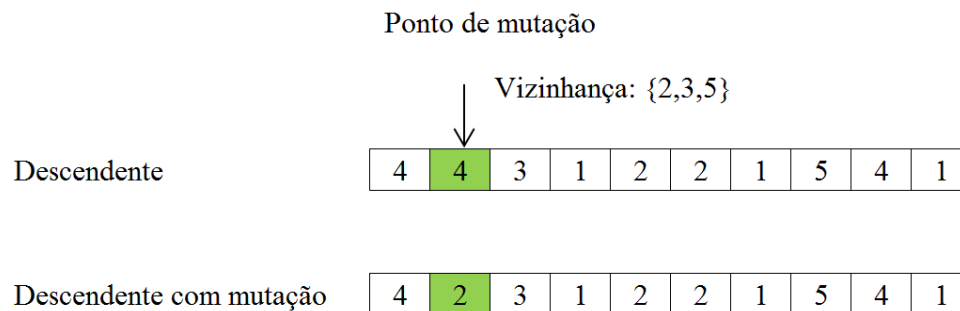 Ponto de mutação
Vizinhança: {2,3,5}
Descendente 4 4 3 1 2 2 1 5 4 1
Descendente com mutação 4 2 3 1 2 2 1 5 4 1